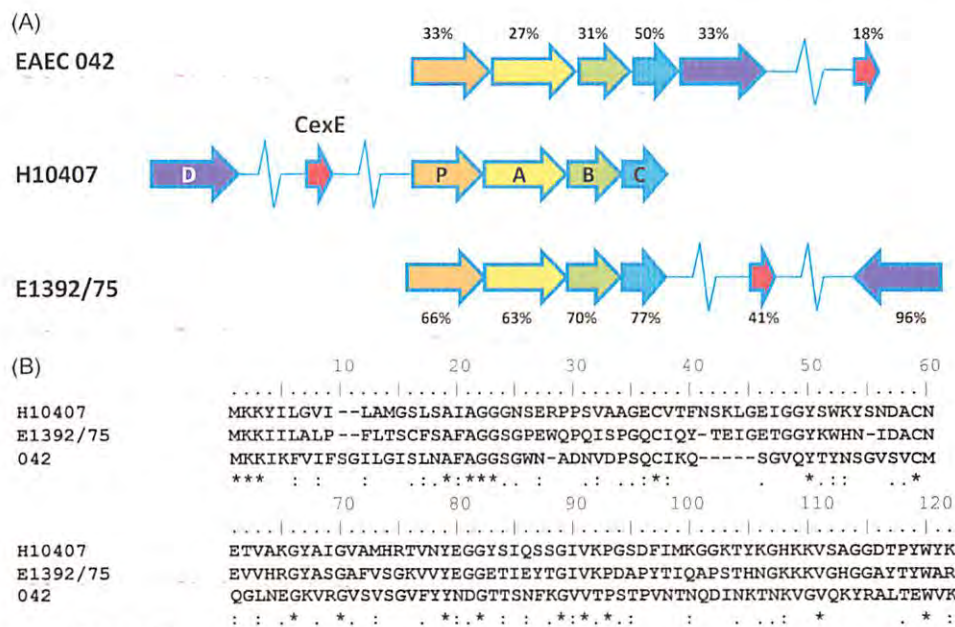 (A)
33% 27% 31% 50% 33% 18%
EAEC 042
CexE
H10407 D P A B C
E1392/75
66% 63% 70% 77% 41% 96%
(B)
10 20 30 40 50 60
H10407 MKKYILGVI--LAMGSLSAIAGGGNSERPPSVAAGECVTFNSKLGEIGGYSWKYSNDACN
E1392/75 MKKIILALP--FLTSCFSAFAGGSGPEWQPQISPGQCIQY-TEIGETGGYKWHN-IDACN
042 MKKIKFVIFSGILGISLNAFAGGSGWN-ADNVDPSQCIKQ-----SGVQYTYNSGVSVCM
70 80 90 100 110 120
H10407 ETVAKGYAIGVAMHRTVNYEGGYSIQSSGIVKPGSDFIMKGGKTYKGHKKVSAGGDTPYWYK
E1392/75 EVVHRGYASGAFVSGKVVYEGGETIEYTGIVKPDAPYTIQAPSTHNGKKKVGHGGAYTYWAR
042 QGLNEGKVRGVSVSGVFYYNDGTTSNFKGVVTPSTPVNTNQDINKTNKVGVQKYRALTEWVK